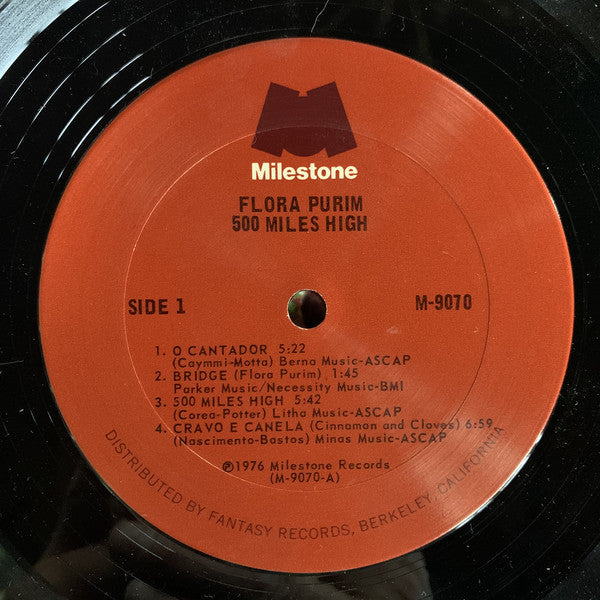 Milestone
FLORA PURIM
500 MILES HIGH
SIDE 1
M-9070
1. O CANTADOR 5:22
(Caymmi-Motta) Berna Music-ASCAP
2. BRIDGE (Flora Purim) 1:45
Parker Music/Necessity Music-BMI
3. 500 MILES HIGH 5:42
(Corea-Potter) Litha Music-ASCAP
4. CRAVO E CANELA (Cinnamon and Cloves) 6:59
(Nascimento-Bastos) Minas Music-ASCAP
℗1976 Milestone Records
(M-9070-A)
DISTRIBUTED BY FANTASY RECORDS, BERKELEY, CALIFORNIA